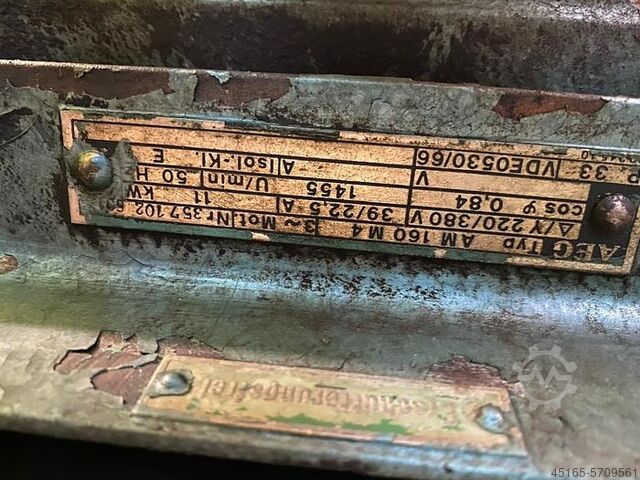 AEG Typ AM 160 M 4
3~Mot. Nr. 357 102
Δ/Y 220/380 V 39/22,5 A
11 kW
cos φ 0,84
1455 U/min 50 H
V A Isol.-Kl. E
P 33 VDE0530/66
schütterungsfrei
45165-5709561